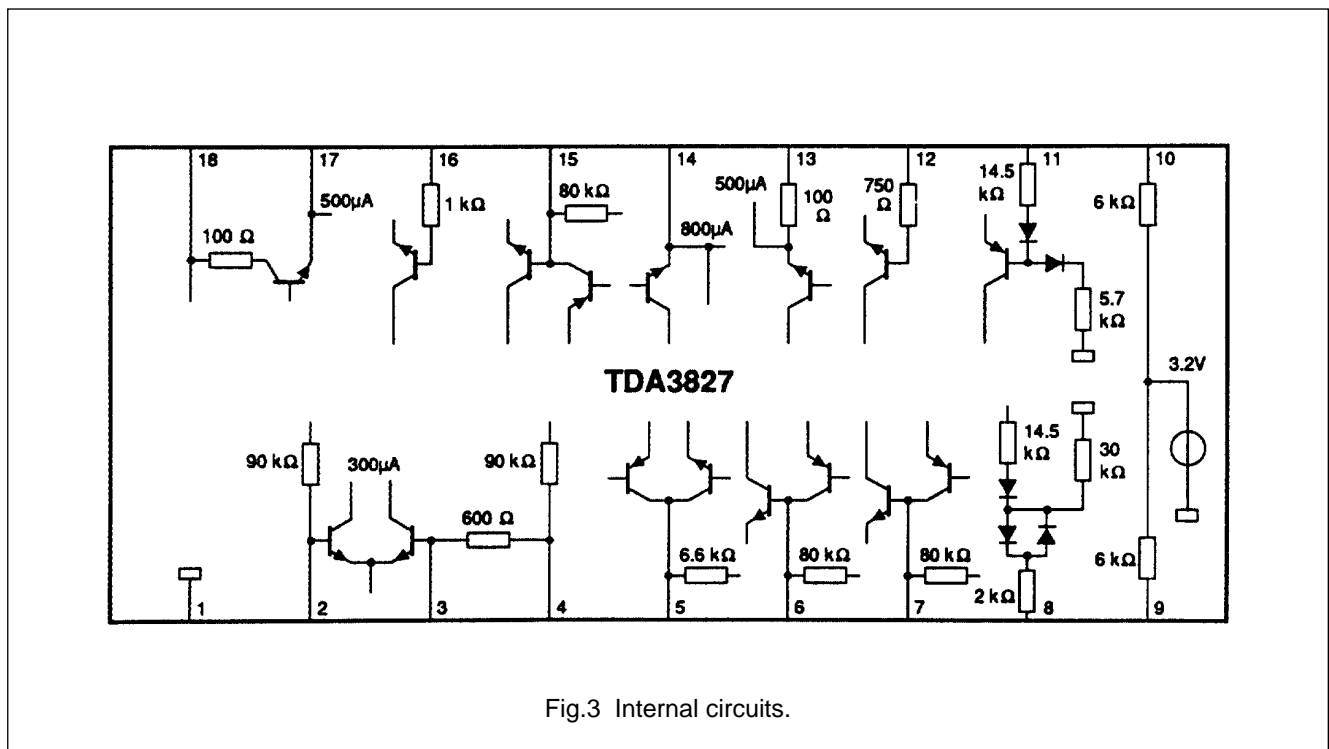 18 17 16 15 14 13 12 11 10
500µA
100 Ω
1 kΩ
80 kΩ
800µA
500µA
100
Ω
750
Ω
14.5
kΩ
5.7
kΩ
6 kΩ
3.2V
TDA3827
90 kΩ
300µA
600 Ω
90 kΩ
6.6 kΩ
80 kΩ
80 kΩ
14.5
kΩ
30
kΩ
2 kΩ
6 kΩ
1 2 3 4 5 6 7 8 9
Fig.3 Internal circuits.